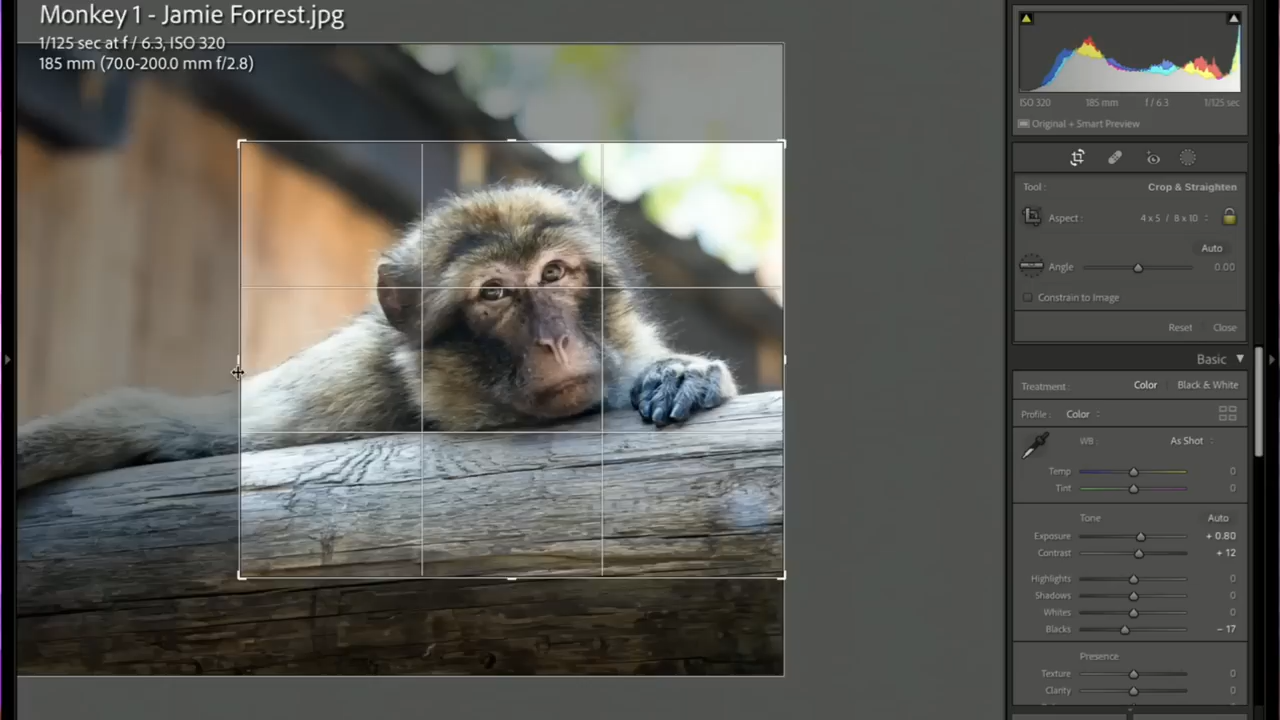 Monkey 1 - Jamie Forrest.jpg
1/125 sec at f / 6.3, ISO 320
185 mm (70.0-200.0 mm f/2.8)
ISO 320 185 mm f / 6.3 1/125 sec
Original + Smart Preview
Tool : Crop & Straighten
Aspect : 4 x 5 / 8 x 10
Auto
Angle 0.00
Constrain to Image
Reset Close
Basic
Treatment : Color Black & White
Profile : Color
WB : As Shot
Temp 0
Tint 0
Tone Auto
Exposure + 0.80
Contrast + 12
Highlights 0
Shadows 0
Whites 0
Blacks - 17
Presence
Texture 0
Clarity 0